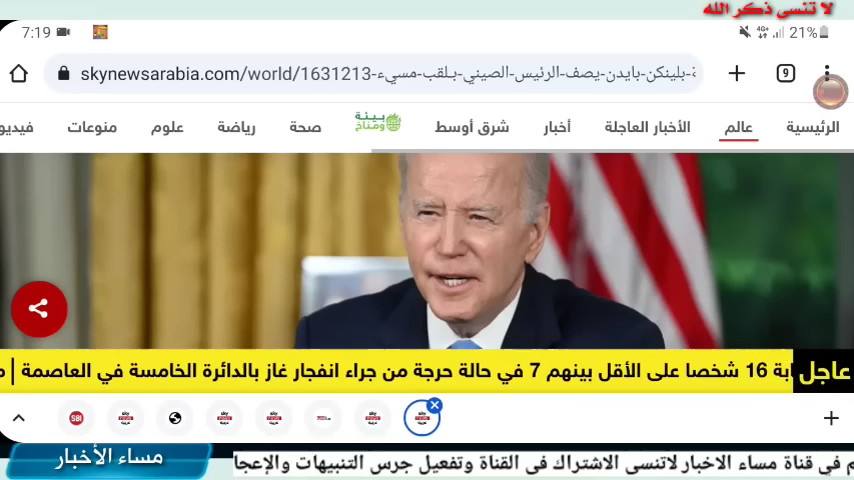 لا تنسى ذكر الله
7:19
4G+
21%
skynewsarabia.com/world/1631213-بلينكن-بايدن-يصف-الرئيس-الصيني-بلقب-مسيء-
9
الرئيسية
عالم
الأخبار العاجلة
أخبار
شرق أوسط
بيئة ومناخ
صحة
رياضة
علوم
منوعات
فيديو
عاجل
16 شخصا على الأقل بينهم 7 في حالة حرجة من جراء انفجار غاز بالدائرة الخامسة في العاصمة |
SBI
مساء الأخبار
في قناة مساء الاخبار لاتنسى الاشتراك فى القناة وتفعيل جرس التنبيهات والإعجا